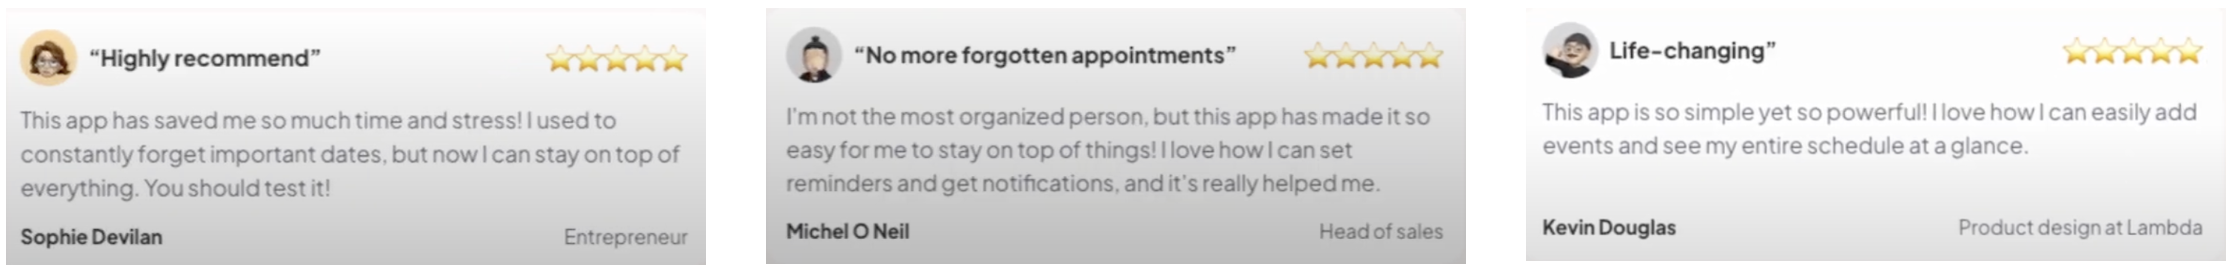 “Highly recommend”
This app has saved me so much time and stress! I used to
constantly forget important dates, but now I can stay on top of
everything. You should test it!
Sophie Devilan
Entrepreneur
“No more forgotten appointments”
I'm not the most organized person, but this app has made it so
easy for me to stay on top of things! I love how I can set
reminders and get notifications, and it's really helped me.
Michel O Neil
Head of sales
Life-changing”
This app is so simple yet so powerful! I love how I can easily add
events and see my entire schedule at a glance.
Kevin Douglas
Product design at Lambda